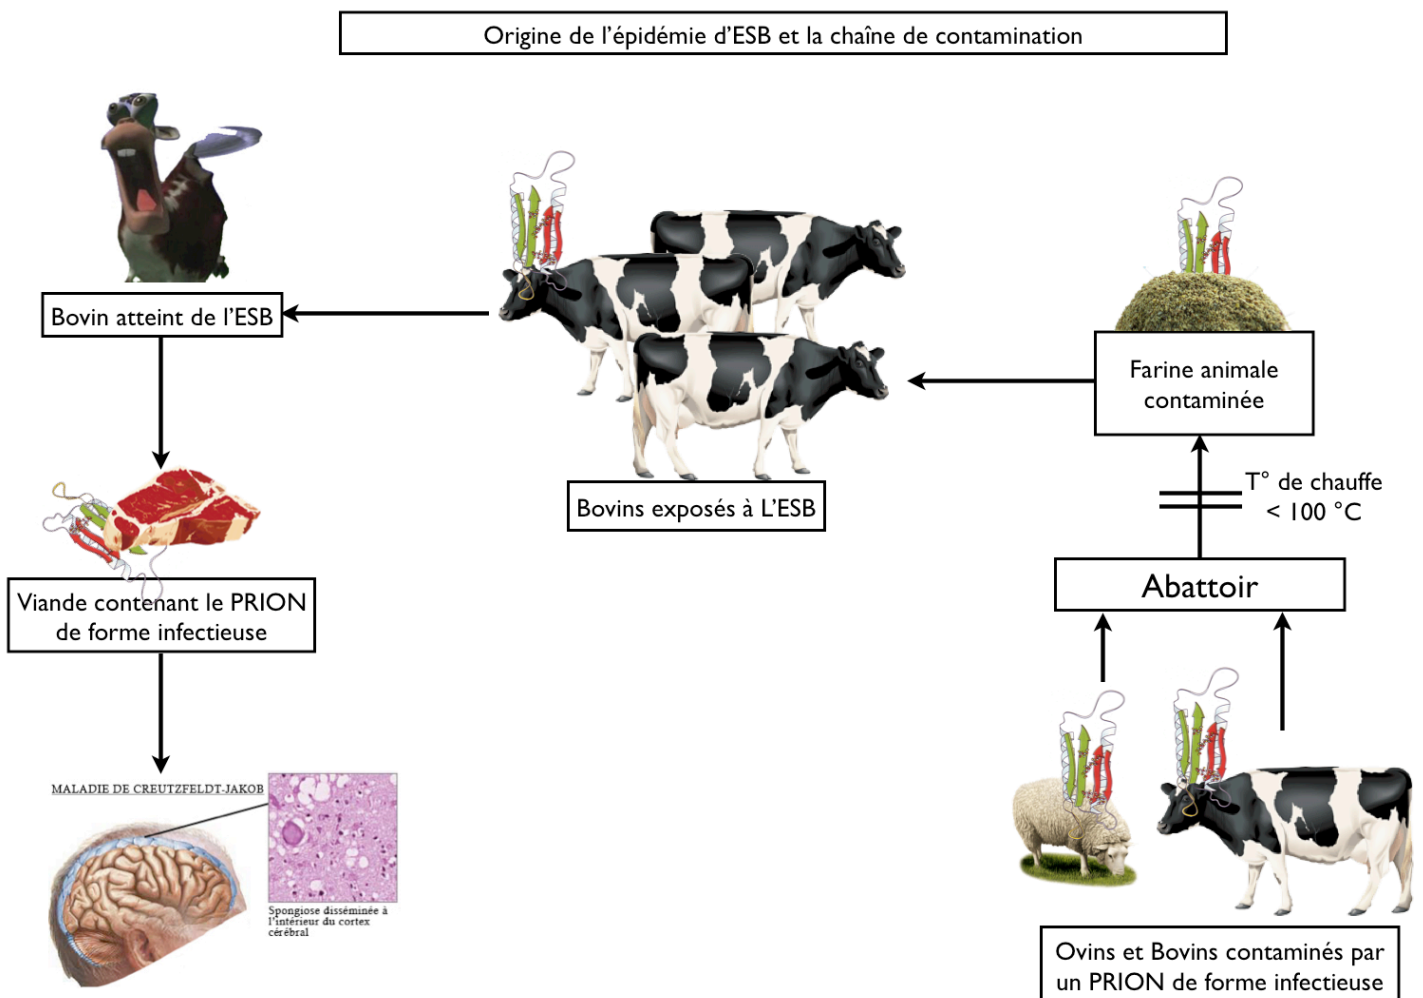 Origine de l'épidémie d'ESB et la chaîne de contamination
Bovin atteint de l'ESB
Farine animale
contaminée
T° de chauffe
< 100 °C
Bovins exposés à L'ESB
Abattoir
Viande contenant le PRION
de forme infectieuse
MALADIE DE CREUTZFELDT-JAKOB
Spongiose disséminée à
l'intérieur du cortex
cérébral
Ovins et Bovins contaminés par
un PRION de forme infectieuse